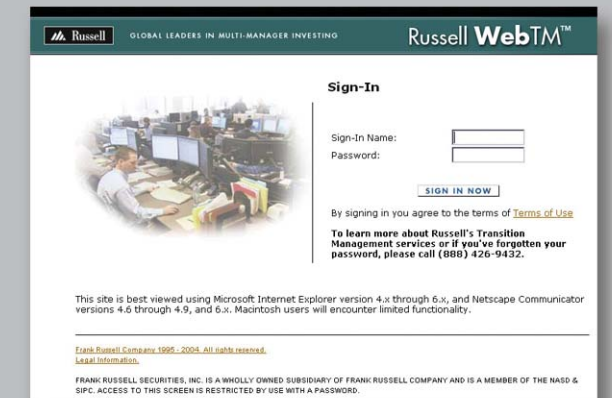 Russell GLOBAL LEADERS IN MULTI-MANAGER INVESTING Russell WebTM™
Sign-In
Sign-In Name:
Password:
SIGN IN NOW
By signing in you agree to the terms of Terms of Use
To learn more about Russell's Transition
Management services or if you've forgotten your
password, please call (888) 426-9432.
This site is best viewed using Microsoft Internet Explorer version 4.x through 6.x, and Netscape Communicator
versions 4.6 through 4.9, and 6.x. Macintosh users will encounter limited functionality.
Frank Russell Company 1995 - 2004. All rights reserved.
Legal Information.
FRANK RUSSELL SECURITIES, INC. IS A WHOLLY OWNED SUBSIDIARY OF FRANK RUSSELL COMPANY AND IS A MEMBER OF THE NASD &
SIPC. ACCESS TO THIS SCREEN IS RESTRICTED BY USE WITH A PASSWORD.